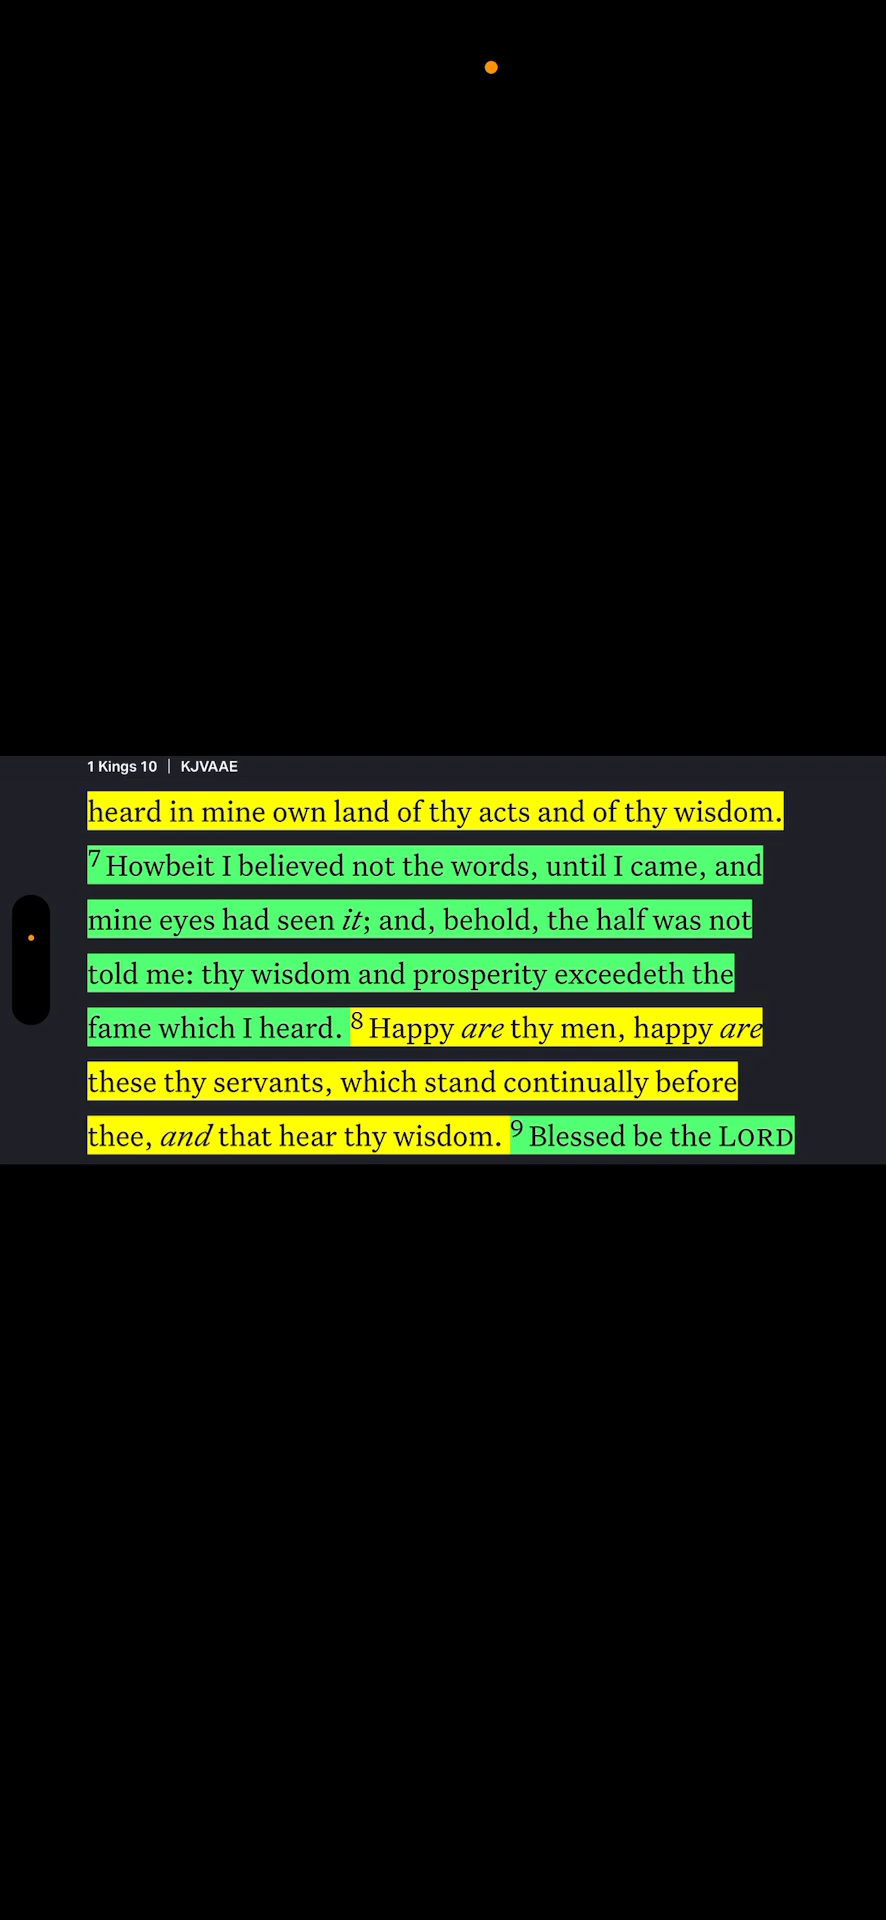 1 Kings 10 | KJVAAE
heard in mine own land of thy acts and of thy wisdom.
7 Howbeit I believed not the words, until I came, and
mine eyes had seen it; and, behold, the half was not
told me: thy wisdom and prosperity exceedeth the
fame which I heard. 8 Happy are thy men, happy are
these thy servants, which stand continually before
thee, and that hear thy wisdom. 9 Blessed be the LORD